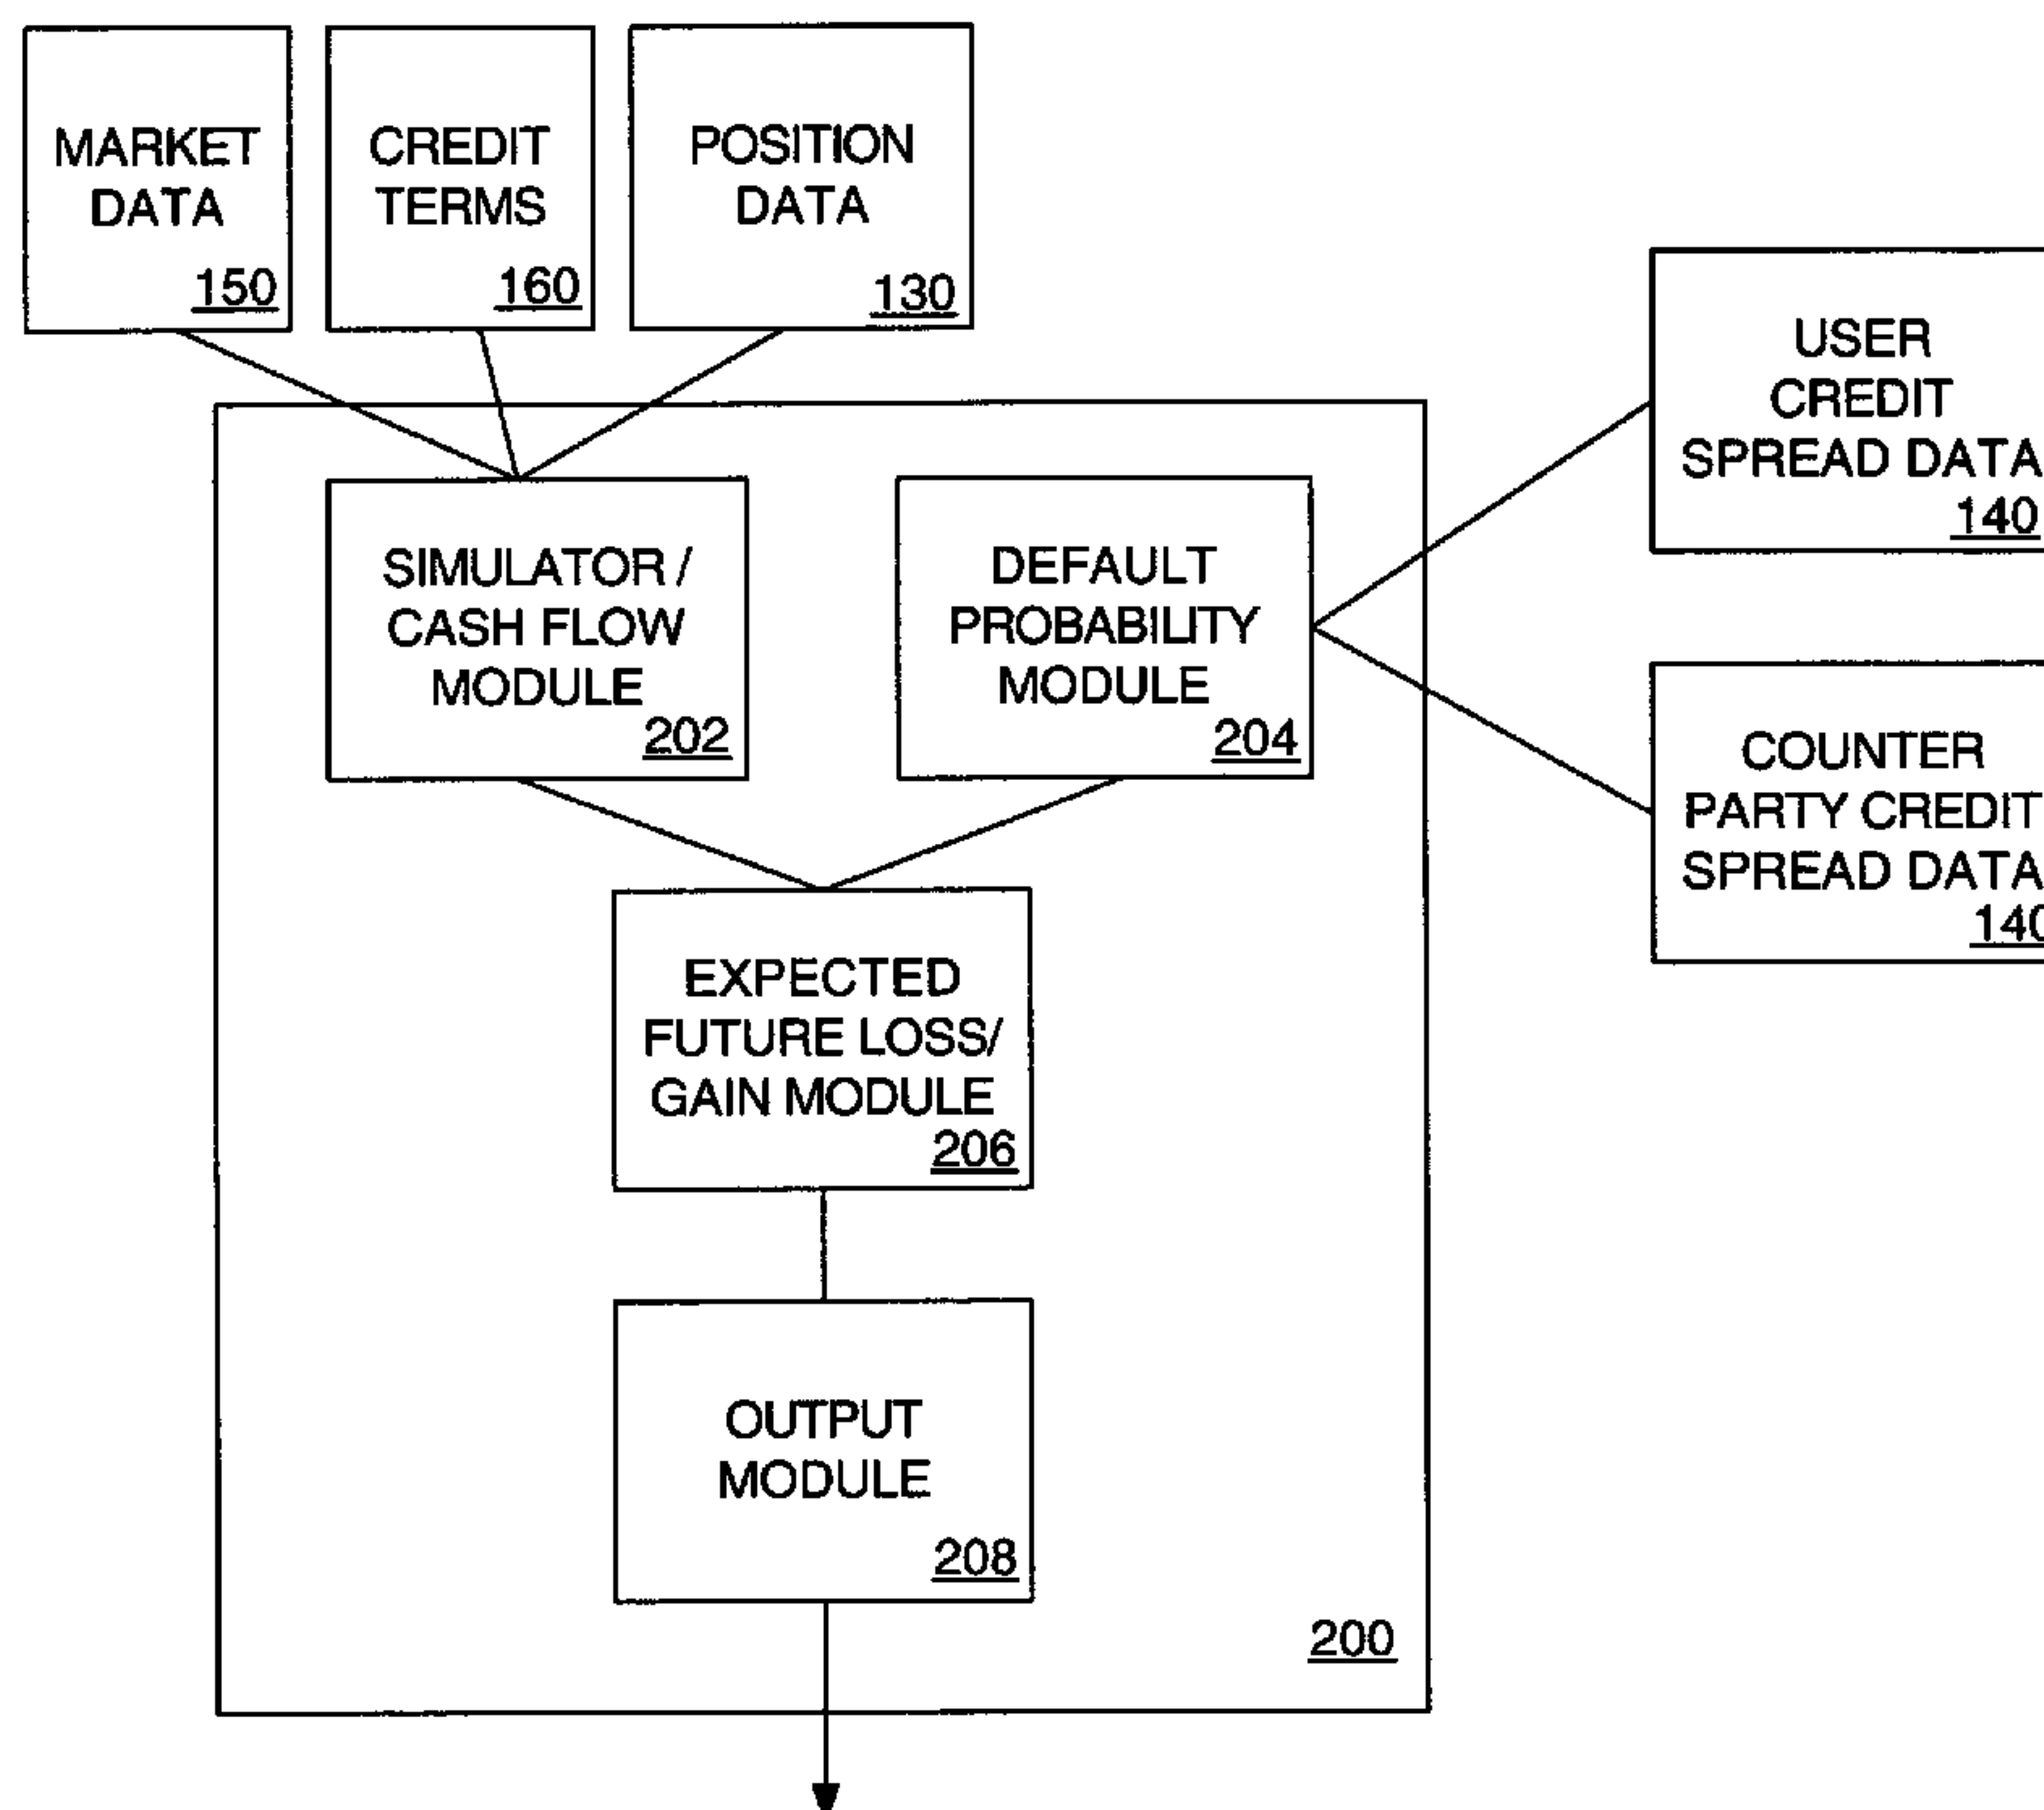 MARKET
DATA
150
CREDIT
TERMS
160
POSITION
DATA
130
USER
CREDIT
SPREAD DATA
140
SIMULATOR /
CASH FLOW
MODULE
202
DEFAULT
PROBABILITY
MODULE
204
COUNTER
PARTY CREDIT
SPREAD DATA
140
EXPECTED
FUTURE LOSS/
GAIN MODULE
206
OUTPUT
MODULE
208
200